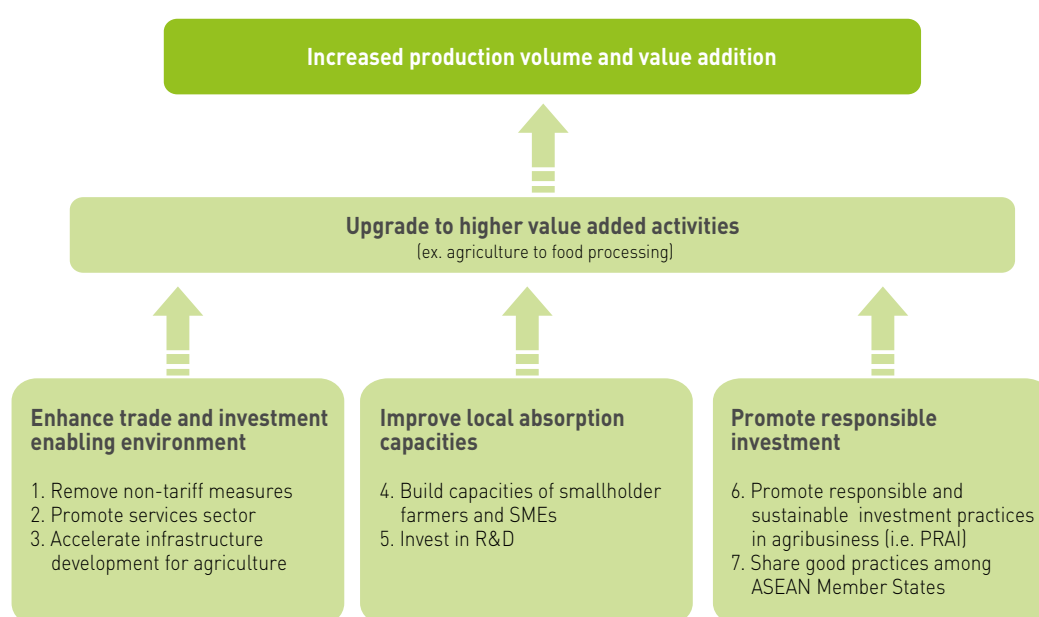 Increased production volume and value addition
Upgrade to higher value added activities
(ex. agriculture to food processing)
Enhance trade and investment
enabling environment
1. Remove non-tariff measures
2. Promote services sector
3. Accelerate infrastructure
development for agriculture
Improve local absorption
capacities
4. Build capacities of smallholder
farmers and SMEs
5. Invest in R&D
Promote responsible
investment
6. Promote responsible and
sustainable investment practices
in agribusiness (i.e. PRAI)
7. Share good practices among
ASEAN Member States